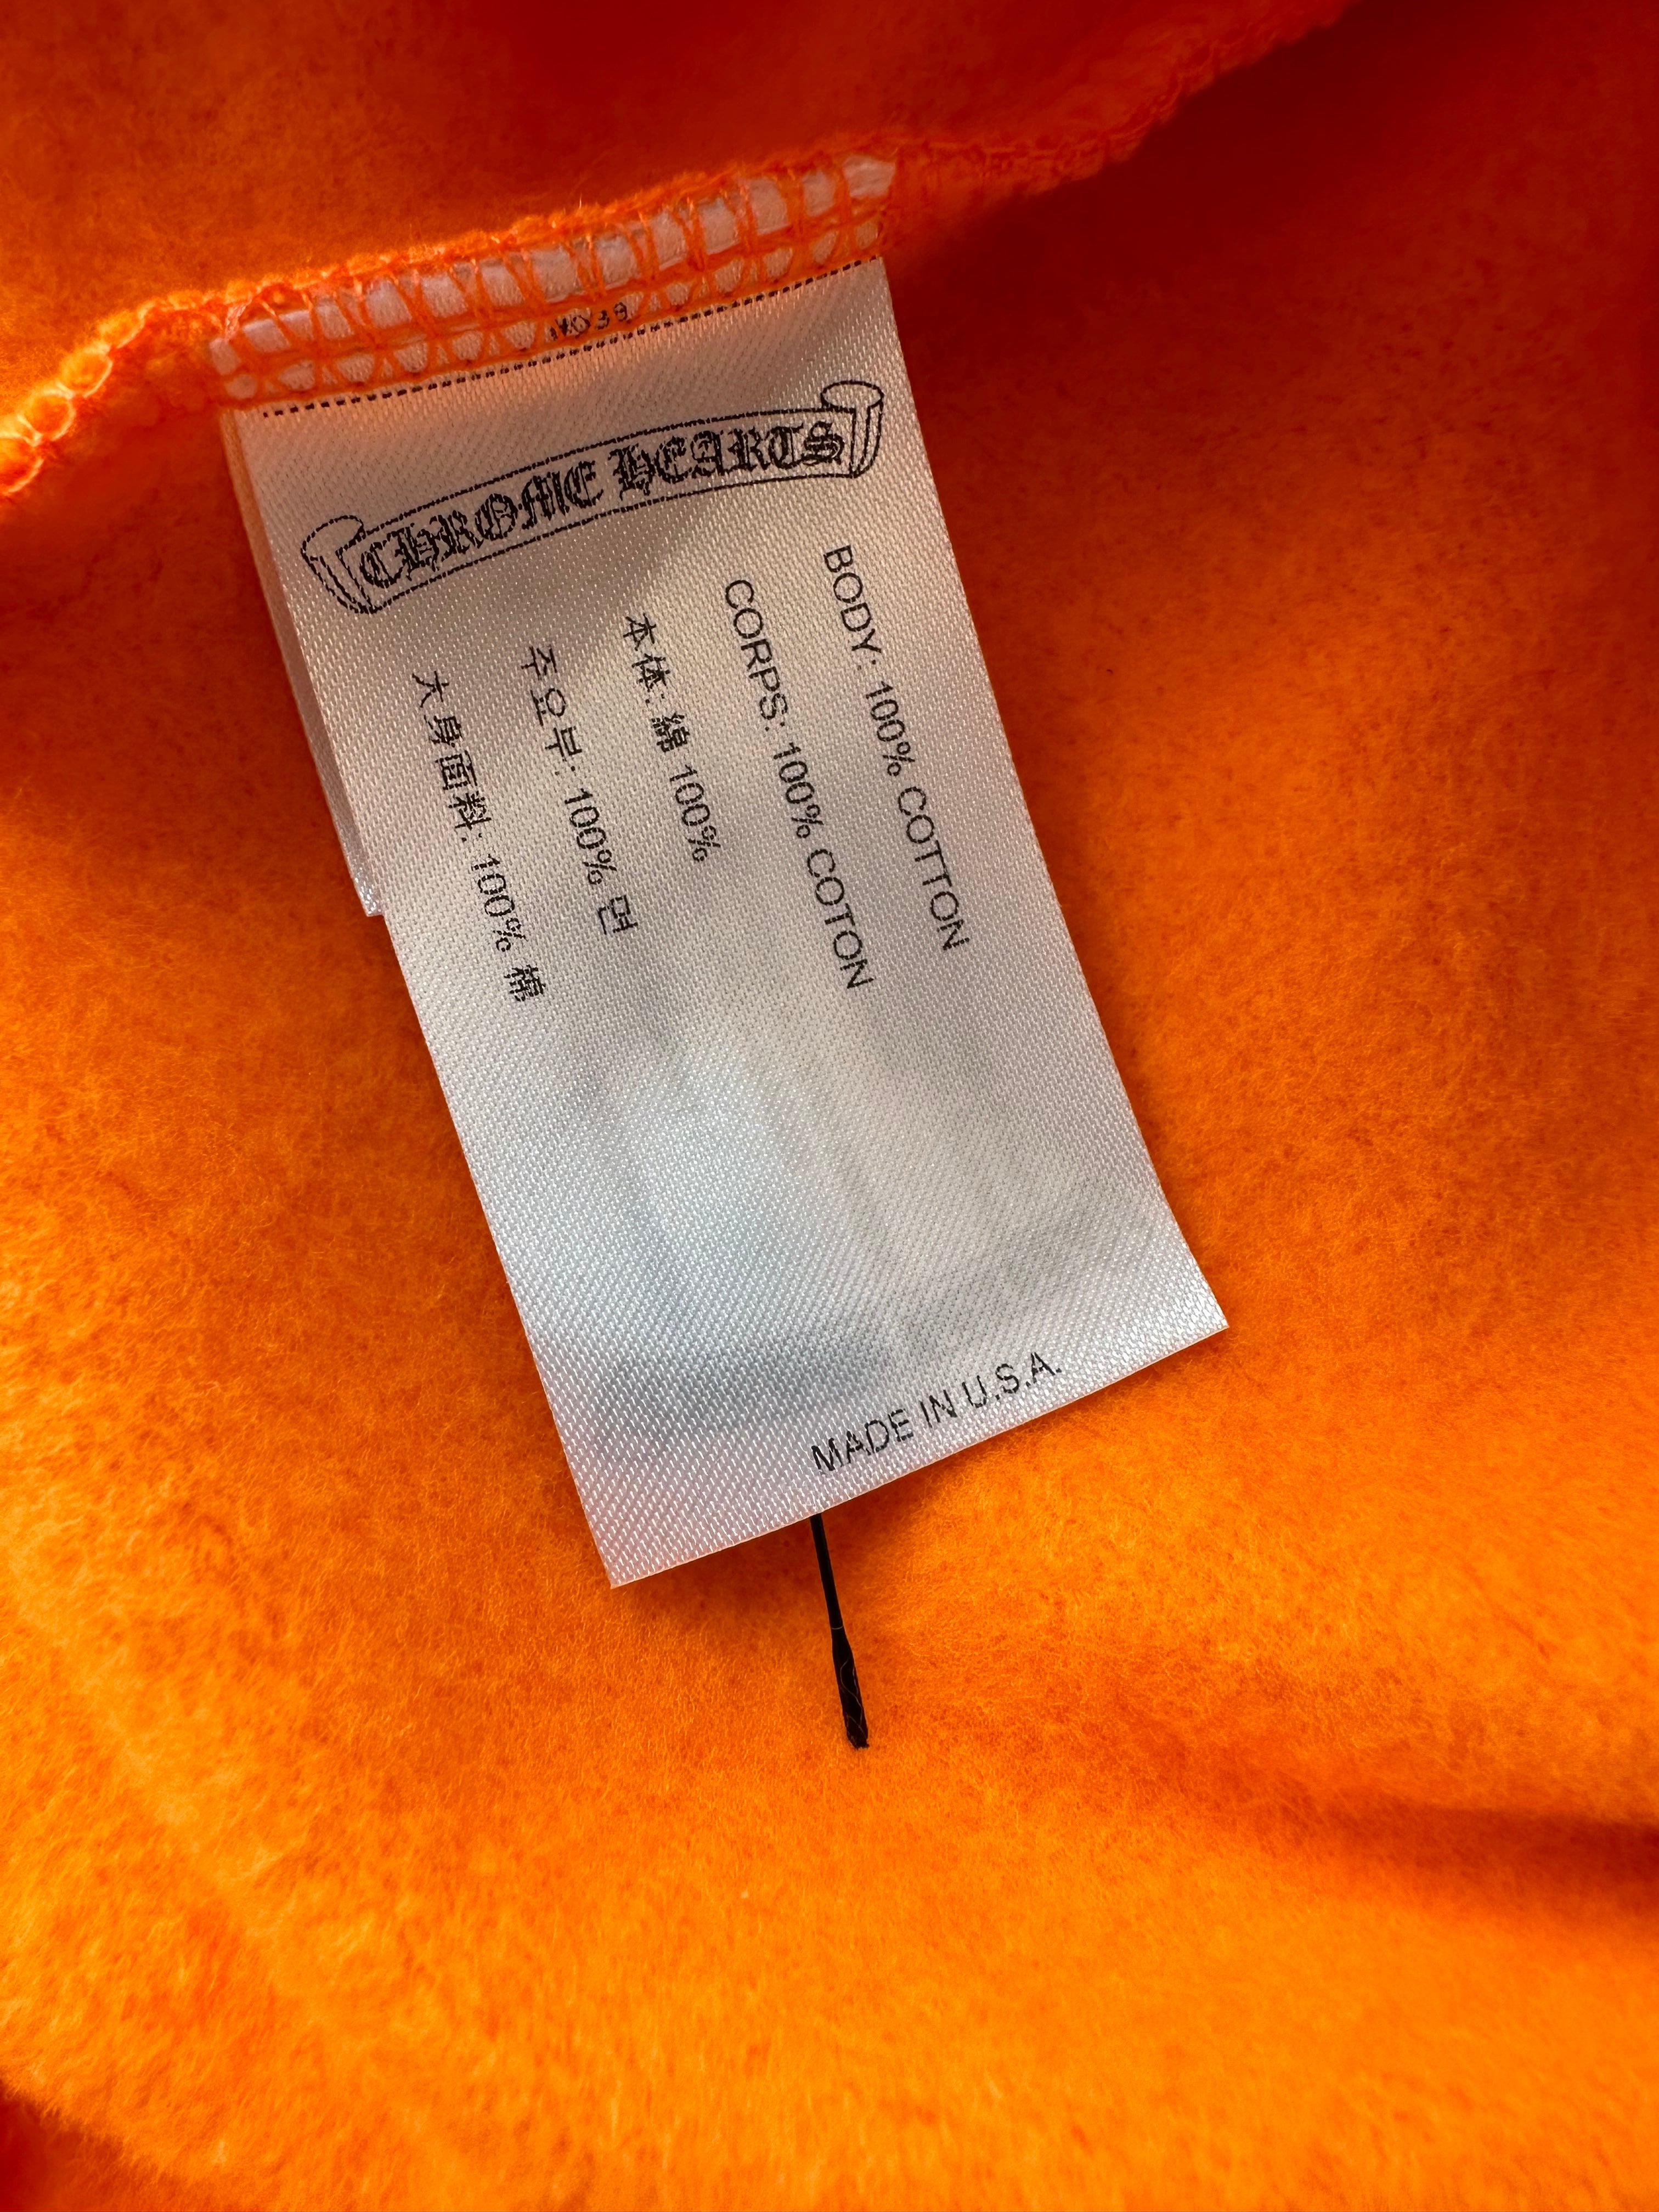 CHROME HEARTS
BODY: 100% COTTON
CORPS: 100% COTON
本体: 綿 100%
주요부: 100% 면
大身面料: 100% 棉
MADE IN U.S.A.